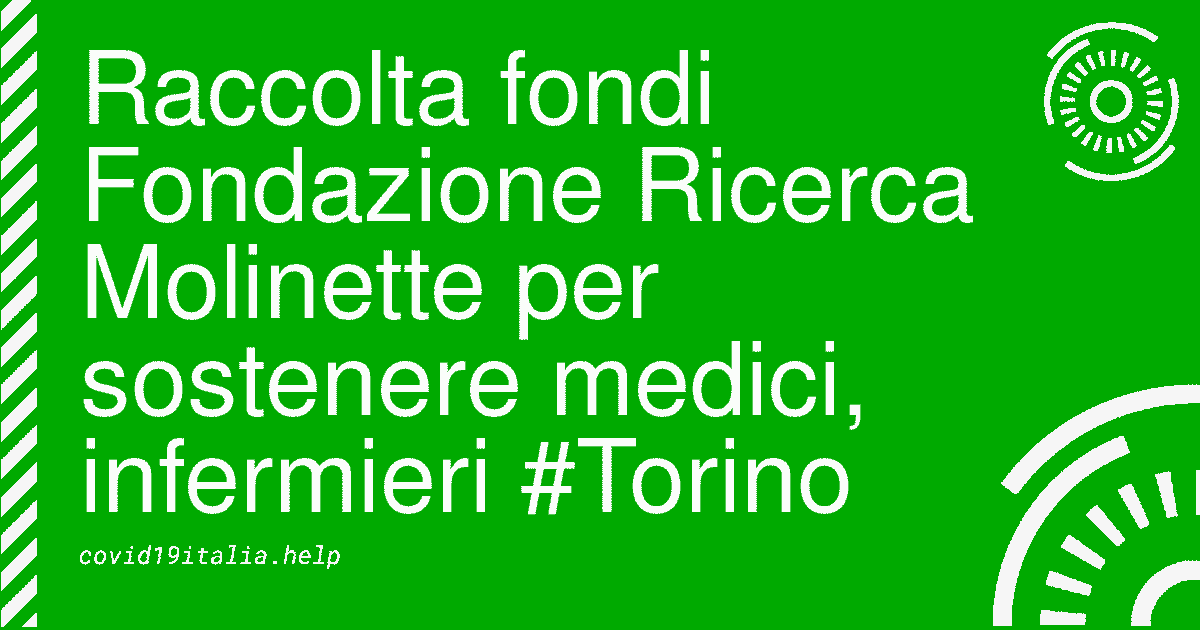 Raccolta fondi
Fondazione Ricerca
Molinette per
sostenere medici,
infermieri #Torino
covid19italia.help